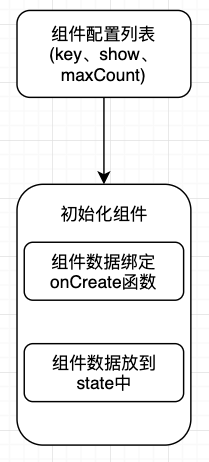 组件配置列表
(key、show、
maxCount)
初始化组件
组件数据绑定
onCreate函数
组件数据放到
state中